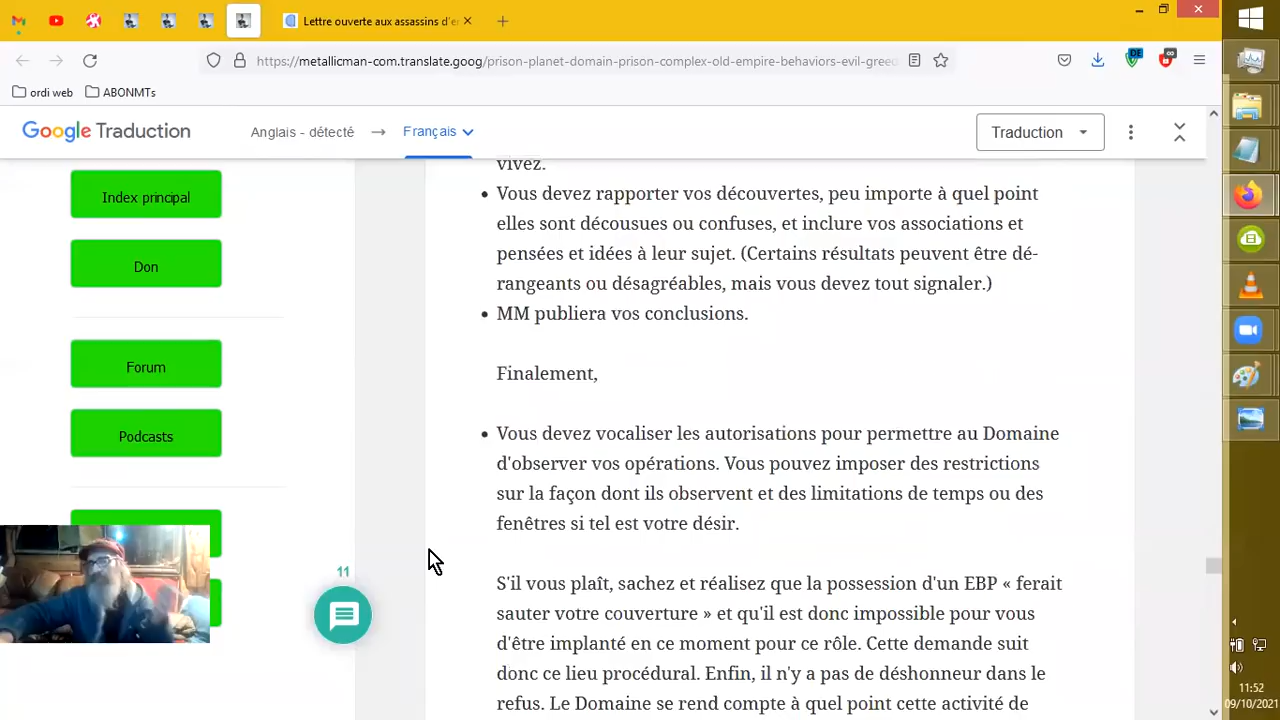 Lettre ouverte aux assassins d'e
https://metallicman-com.translate.goog/prison-planet-domain-prison-complex-old-empire-behaviors-evil-greed
ordi web
ABONMTs
Google Traduction
Anglais - détecté → Français
Traduction
Index principal
Don
Forum
Podcasts
vivez.
• Vous devez rapporter vos découvertes, peu importe à quel point
elles sont décousues ou confuses, et inclure vos associations et
pensées et idées à leur sujet. (Certains résultats peuvent être dé-
rangeants ou désagréables, mais vous devez tout signaler.)
• MM publiera vos conclusions.
Finalement,
• Vous devez vocaliser les autorisations pour permettre au Domaine
d'observer vos opérations. Vous pouvez imposer des restrictions
sur la façon dont ils observent et des limitations de temps ou des
fenêtres si tel est votre désir.
S'il vous plaît, sachez et réalisez que la possession d'un EBP « ferait
sauter votre couverture » et qu'il est donc impossible pour vous
d'être implanté en ce moment pour ce rôle. Cette demande suit
donc ce lieu procédural. Enfin, il n'y a pas de déshonneur dans le
refus. Le Domaine se rend compte à quel point cette activité de
11
DE
11:52
09/10/2021